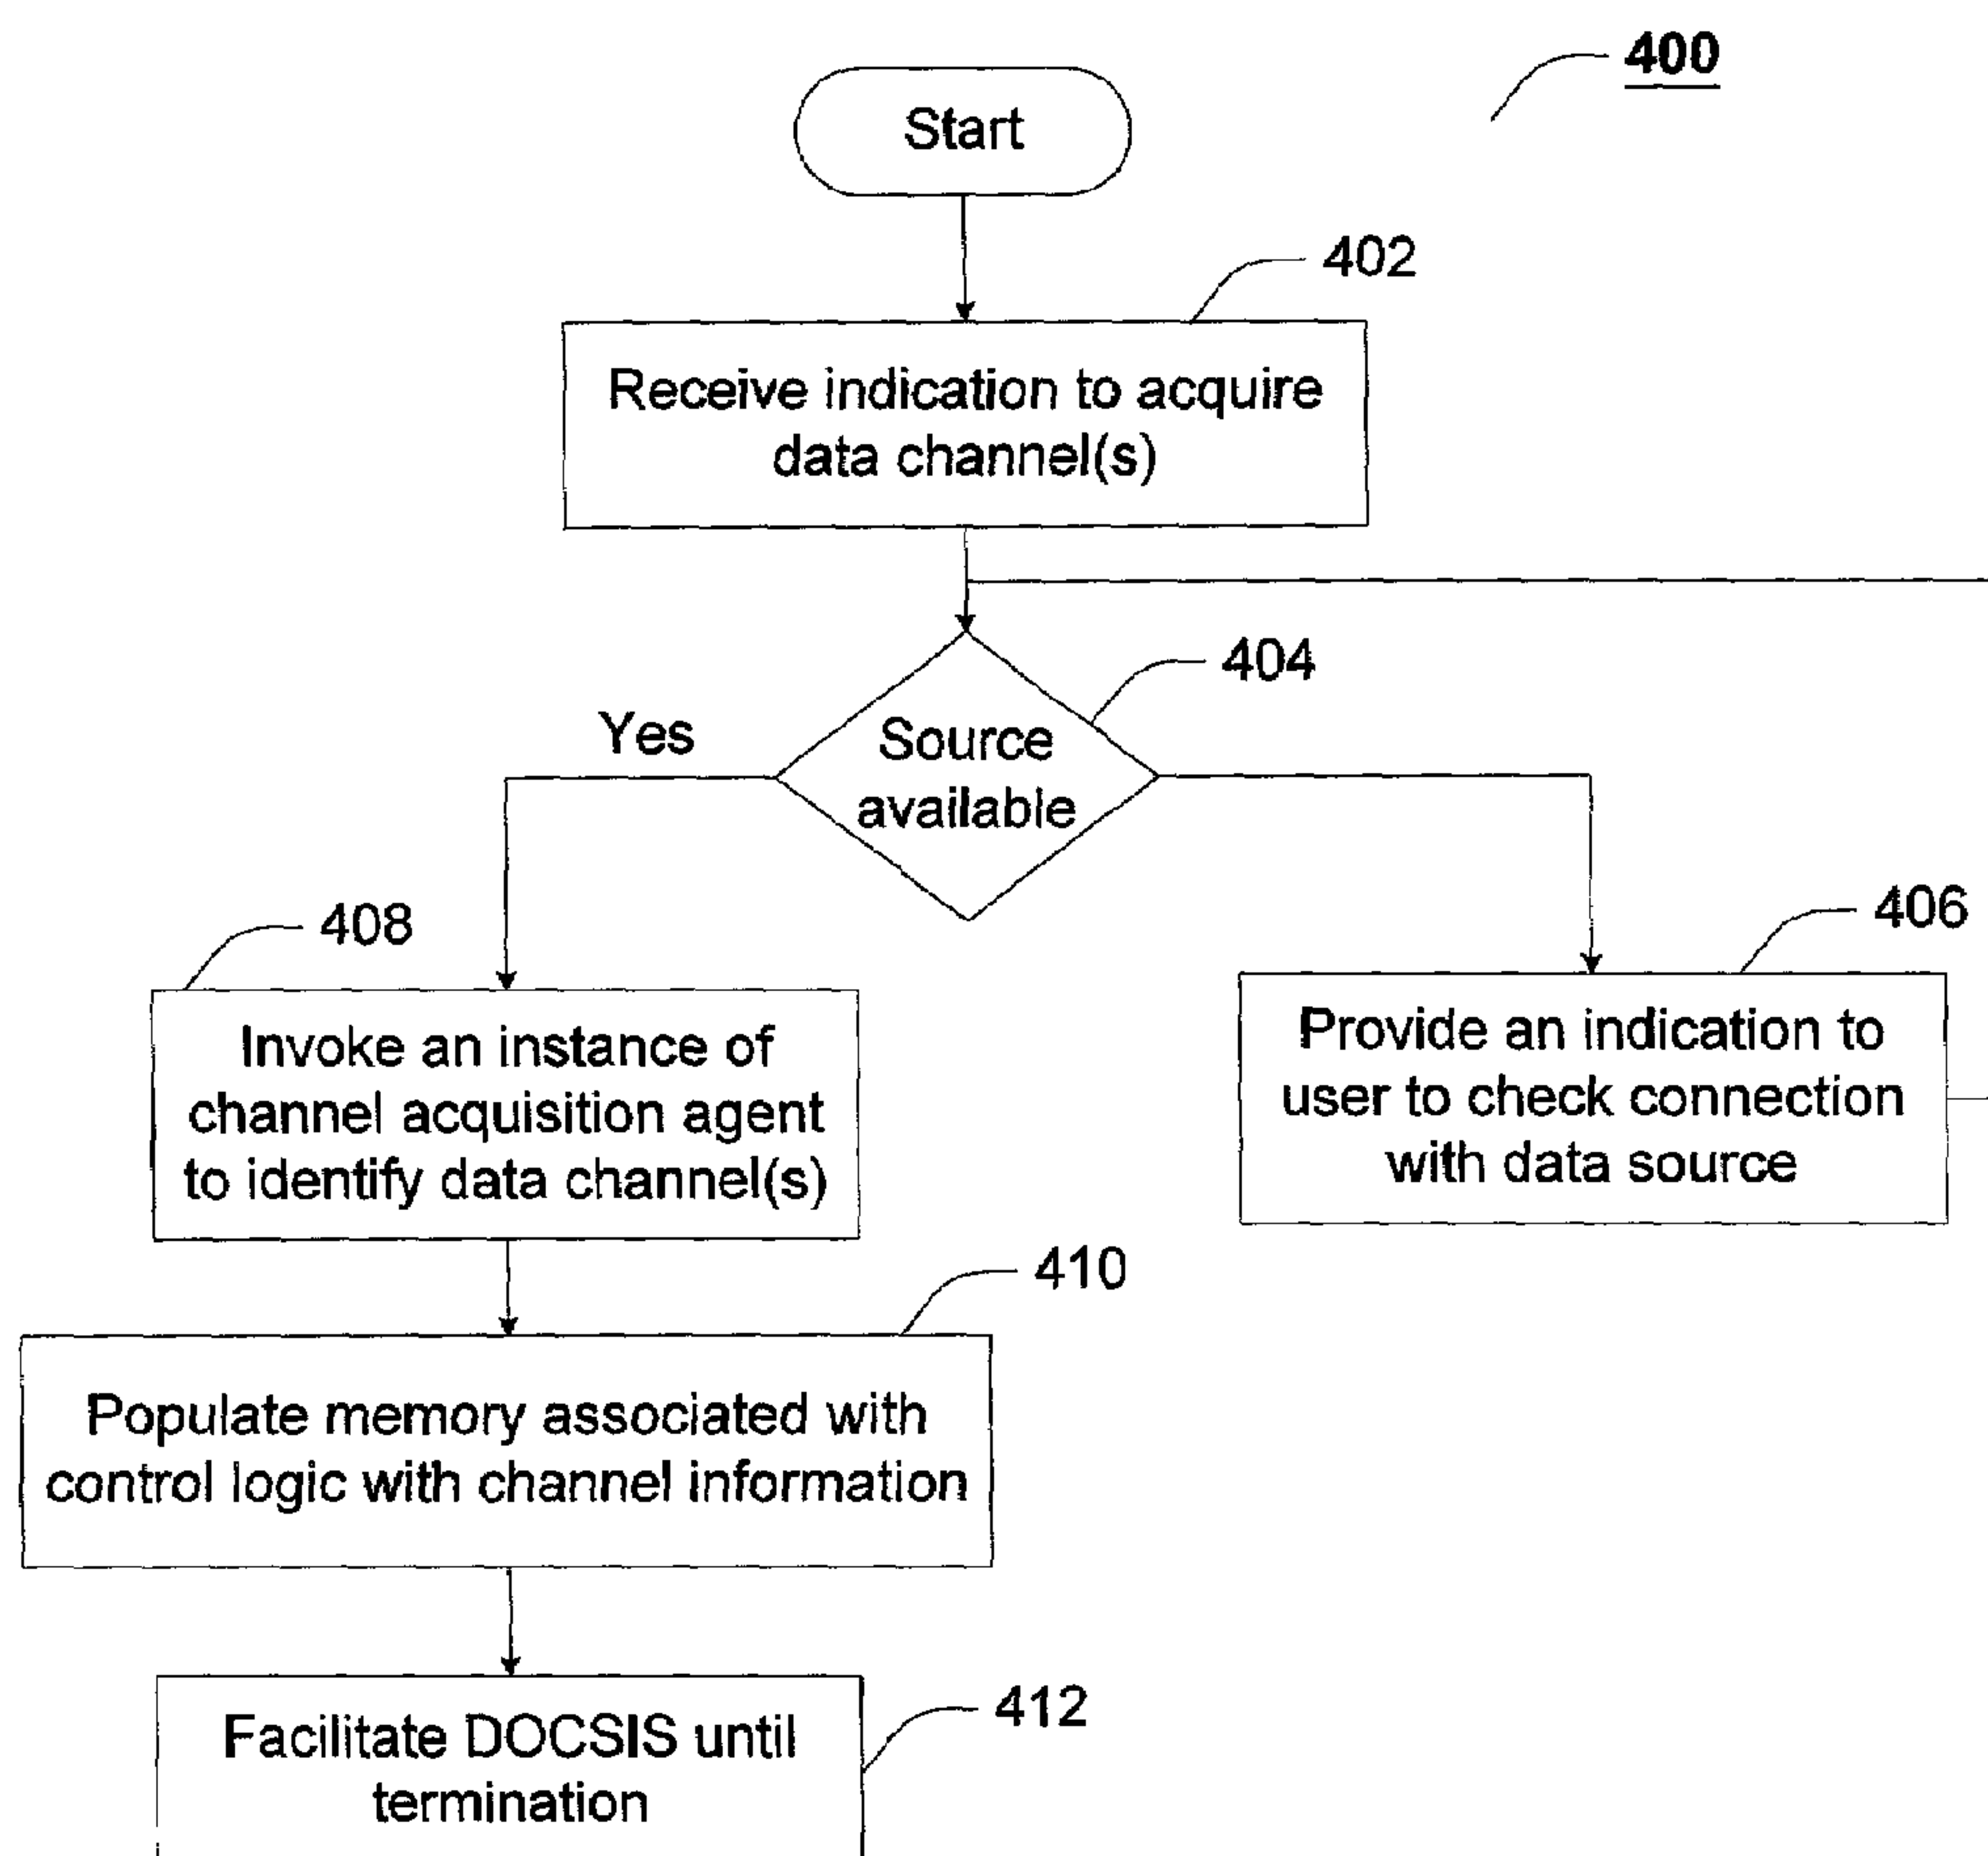 400
Start
402
Receive indication to acquire
data channel(s)
404
Yes
Source
available
408
406
Invoke an instance of
channel acquisition agent
to identify data channel(s)
Provide an indication to
user to check connection
with data source
410
Populate memory associated with
control logic with channel information
412
Facilitate DOCSIS until
termination